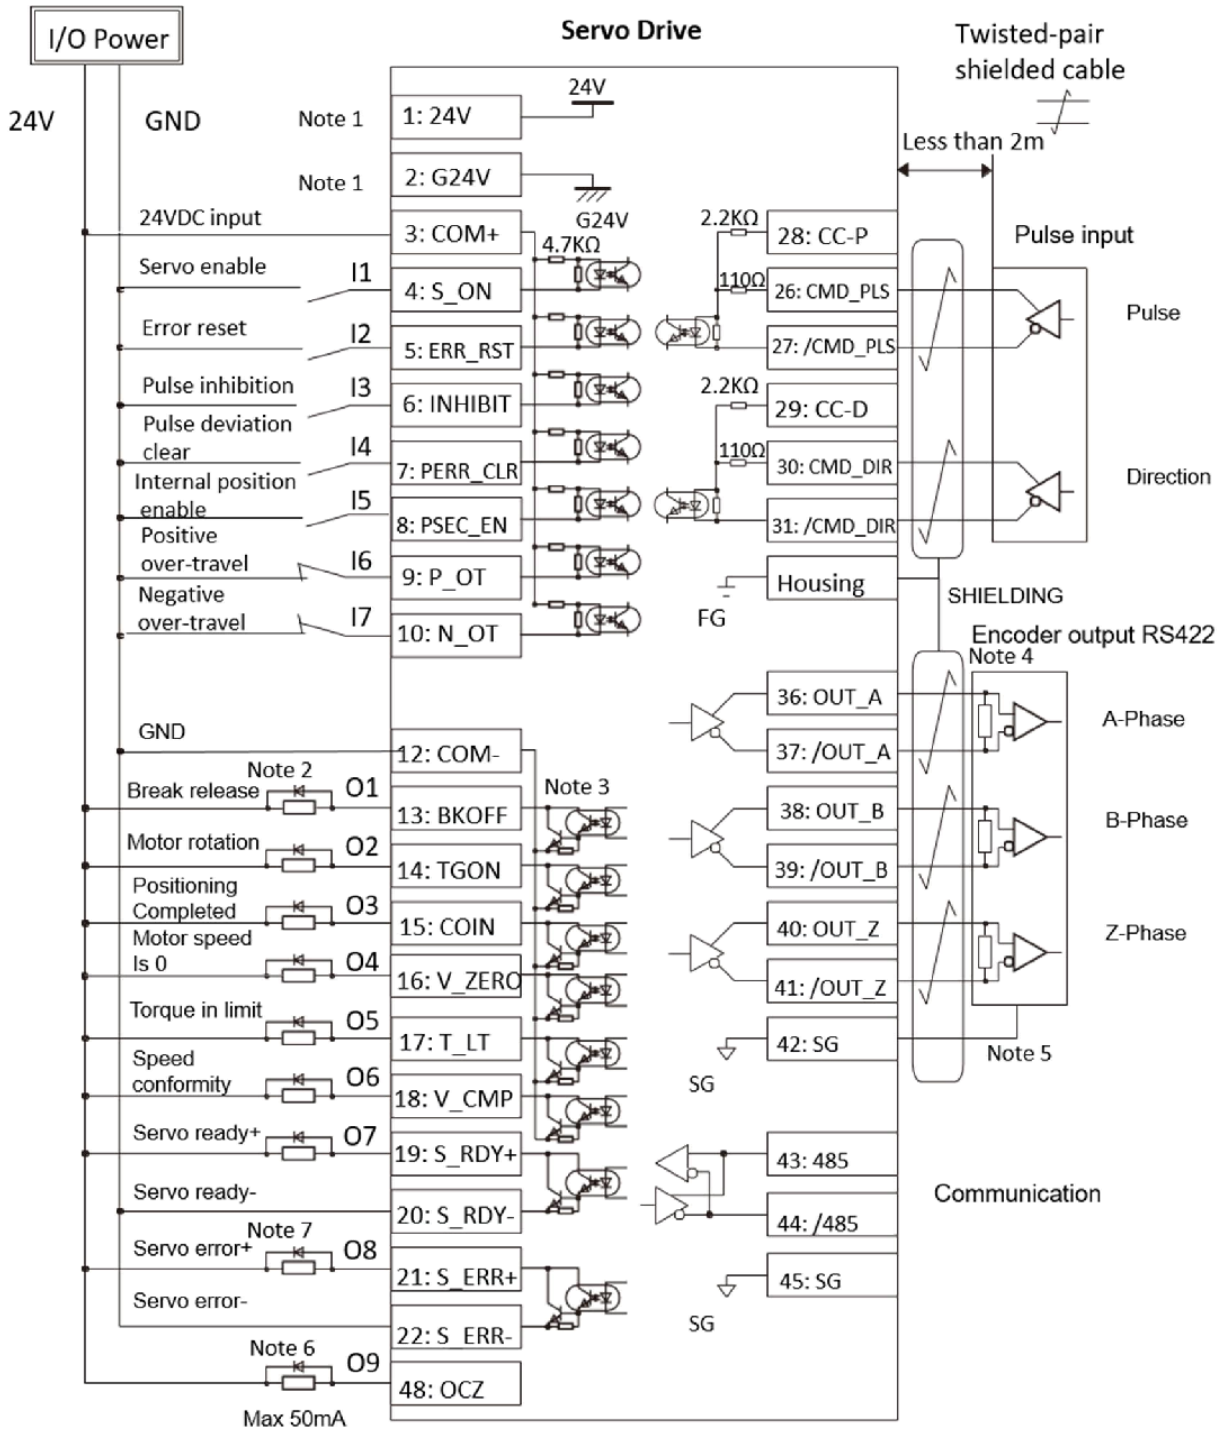 Servo Drive
I/O Power
Twisted-pair
shielded cable
24V
GND
Less than 2m
Note 1
1: 24V
24V
Note 1
2: G24V
G24V
24VDC input
3: COM+
4.7KΩ
Servo enable
I1
4: S_ON
Error reset
I2
5: ERR_RST
Pulse inhibition
I3
6: INHIBIT
Pulse deviation
clear
I4
7: PERR_CLR
Internal position
enable
I5
8: PSEC_EN
Positive
over-travel
I6
9: P_OT
Negative
over-travel
I7
10: N_OT
2.2KΩ
28: CC-P
Pulse input
110Ω
26: CMD_PLS
Pulse
27: /CMD_PLS
2.2KΩ
29: CC-D
110Ω
30: CMD_DIR
Direction
31: /CMD_DIR
Housing
FG
SHIELDING
Encoder output RS422
Note 4
36: OUT_A
A-Phase
37: /OUT_A
38: OUT_B
B-Phase
39: /OUT_B
40: OUT_Z
Z-Phase
41: /OUT_Z
42: SG
SG
Note 5
43: 485
Communication
44: /485
45: SG
SG
GND
12: COM-
Note 2
Note 3
Break release
O1
13: BKOFF
Motor rotation
O2
14: TGON
Positioning
Completed
O3
15: COIN
Motor speed
Is 0
O4
16: V_ZERO
Torque in limit
O5
17: T_LT
Speed
conformity
O6
18: V_CMP
Servo ready+
O7
19: S_RDY+
Servo ready-
20: S_RDY-
Note 7
Servo error+
O8
21: S_ERR+
Servo error-
22: S_ERR-
Note 6
O9
48: OCZ
Max 50mA